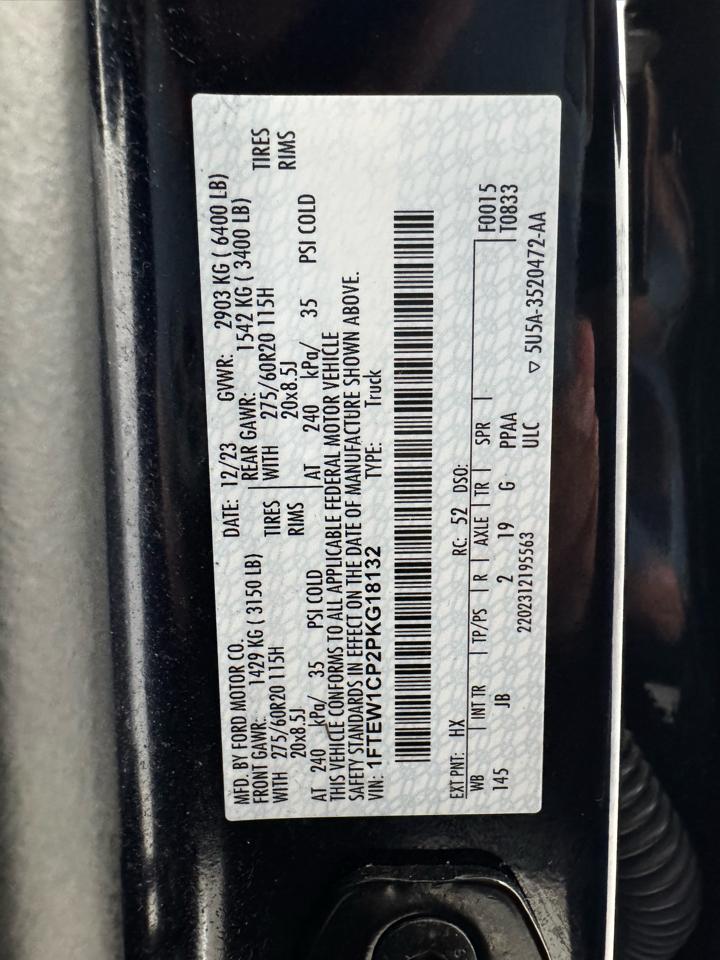 MFD. BY FORD MOTOR CO. DATE: 12/23 GVWR: 2903 KG ( 6400 LB)
FRONT GAWR: 1429 KG ( 3150 LB) REAR GAWR: 1542 KG ( 3400 LB)
WITH 275/60R20 115H TIRES WITH 275/60R20 115H TIRES
20x8.5J RIMS 20x8.5J RIMS
AT 240 kPa/ 35 PSI COLD AT 240 kPa/ 35 PSI COLD
THIS VEHICLE CONFORMS TO ALL APPLICABLE FEDERAL MOTOR VEHICLE
SAFETY STANDARDS IN EFFECT ON THE DATE OF MANUFACTURE SHOWN ABOVE.
VIN: 1FTEW1CP2PKG18132 TYPE: Truck
EXT PNT: HX RC: 52 DSO:
WB INT TR TP/PS R AXLE TR SPR F0015
145 JB 2 19 G PPAA T0833
2202312195563 ULC ▽ 5U5A-3520472-AA